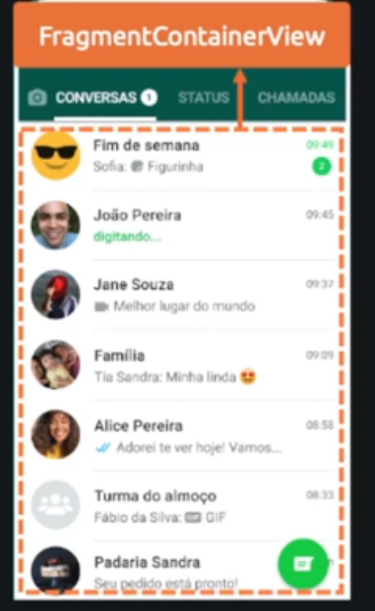 FragmentContainerView
CONVERSAS 1 STATUS CHAMADAS
Fim de semana 09:49
Sofia: Figurinha 2
João Pereira 09:45
digitando...
Jane Souza 09:37
Melhor lugar do mundo
Família 09:09
Tia Sandra: Minha linda 😍
Alice Pereira 08:58
Adorei te ver hoje! Vamos...
Turma do almoço 08:33
Fábio da Silva: GIF GIF
Padaria Sandra
Seu pedido está pronto!